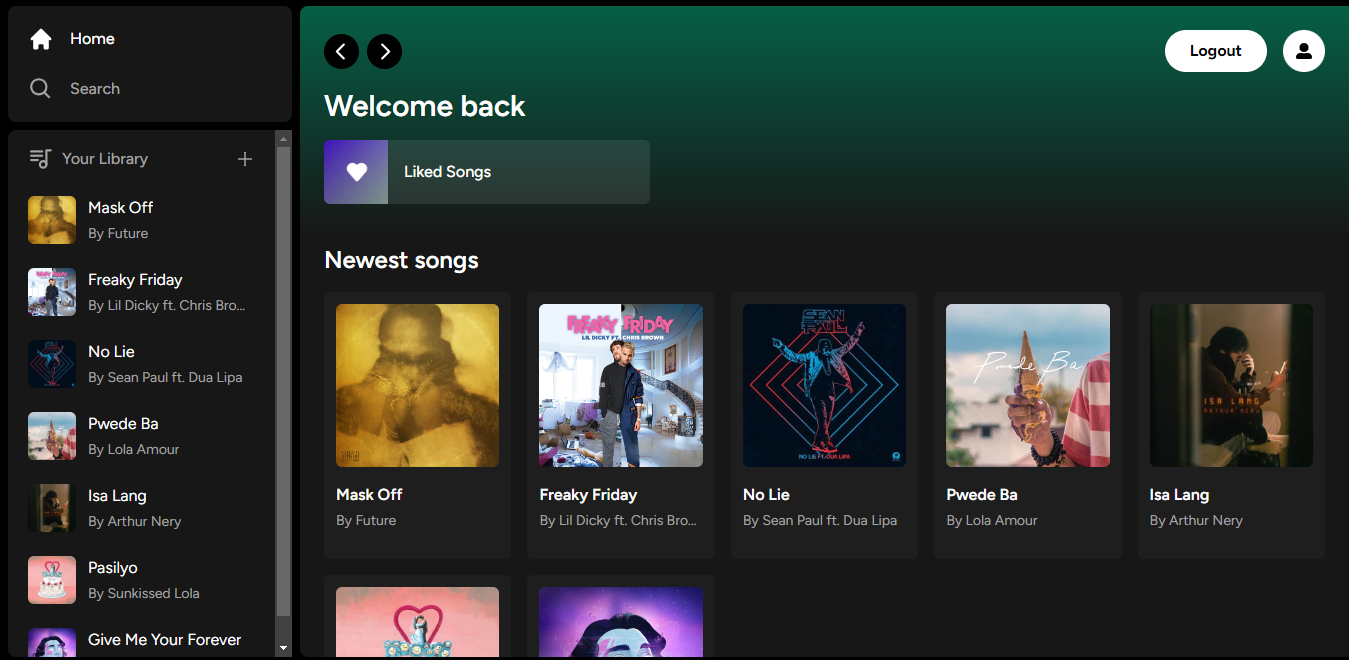 Home
Search
Your Library
Mask Off
By Future
Freaky Friday
By Lil Dicky ft. Chris Bro...
No Lie
By Sean Paul ft. Dua Lipa
Pwede Ba
By Lola Amour
Isa Lang
By Arthur Nery
Pasilyo
By Sunkissed Lola
Give Me Your Forever
Logout
Welcome back
Liked Songs
Newest songs
Mask Off
By Future
FREAKY FRIDAY
LIL DICKY FT. CHRIS BROWN
Freaky Friday
By Lil Dicky ft. Chris Bro...
SEAN
PAUL
NO LIE FT. DUA LIPA
No Lie
By Sean Paul ft. Dua Lipa
Pwede Ba
Pwede Ba
By Lola Amour
ISA LANG
ARTHUR NERY
Isa Lang
By Arthur Nery